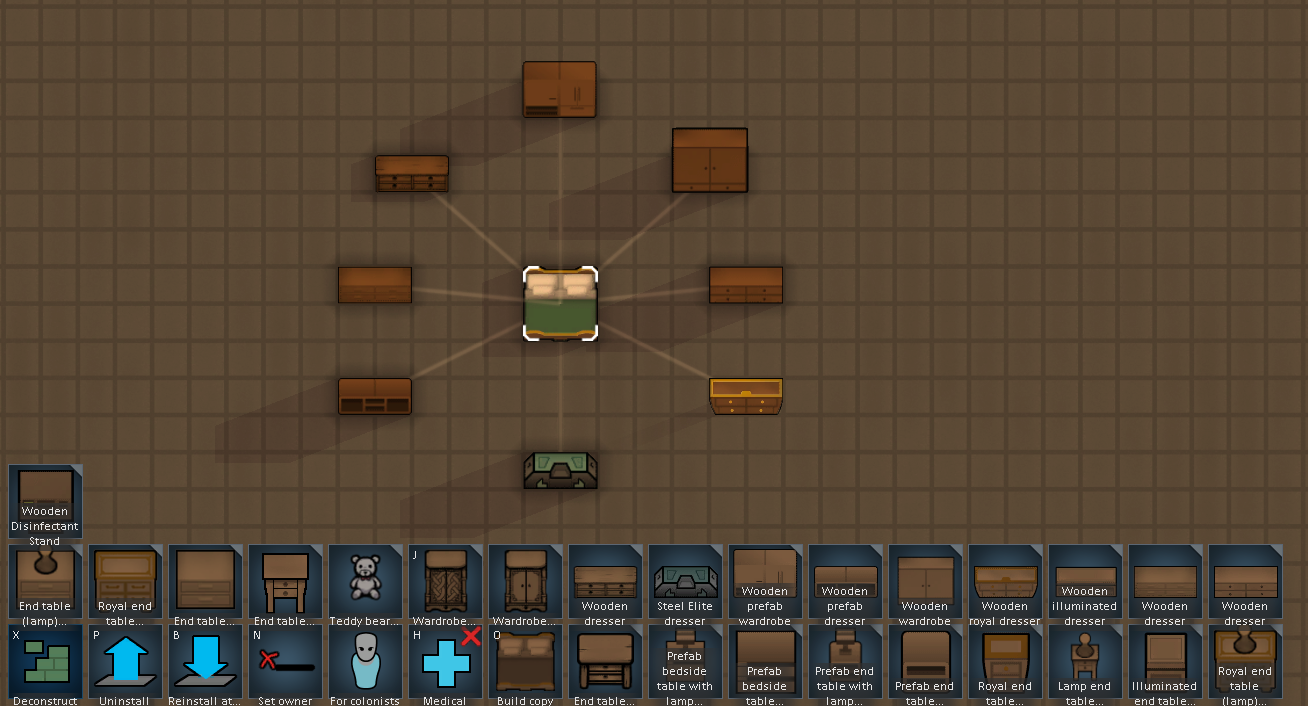 Wooden
Disinfectant
Stand
End table
(lamp)...
Royal end
table...
End table...
End table...
Teddy bear...
J
Wardrobe...
Wardrobe...
Wooden
dresser
Steel Elite
dresser
Wooden
prefab
wardrobe
Wooden
prefab
dresser
Wooden
wardrobe
Wooden
royal dresser
Wooden
illuminated
dresser
Wooden
dresser
Wooden
dresser
X
Deconstruct
P
Uninstall
B
Reinstall at...
N
Set owner
For colonists
H
Medical
O
Build copy
End table...
Prefab
bedside
table with
lamp...
Prefab
bedside
table...
Prefab end
table with
lamp...
Prefab end
table...
Royal end
table...
Lamp end
table...
Illuminated
end table...
Royal end
table
(lamp)...